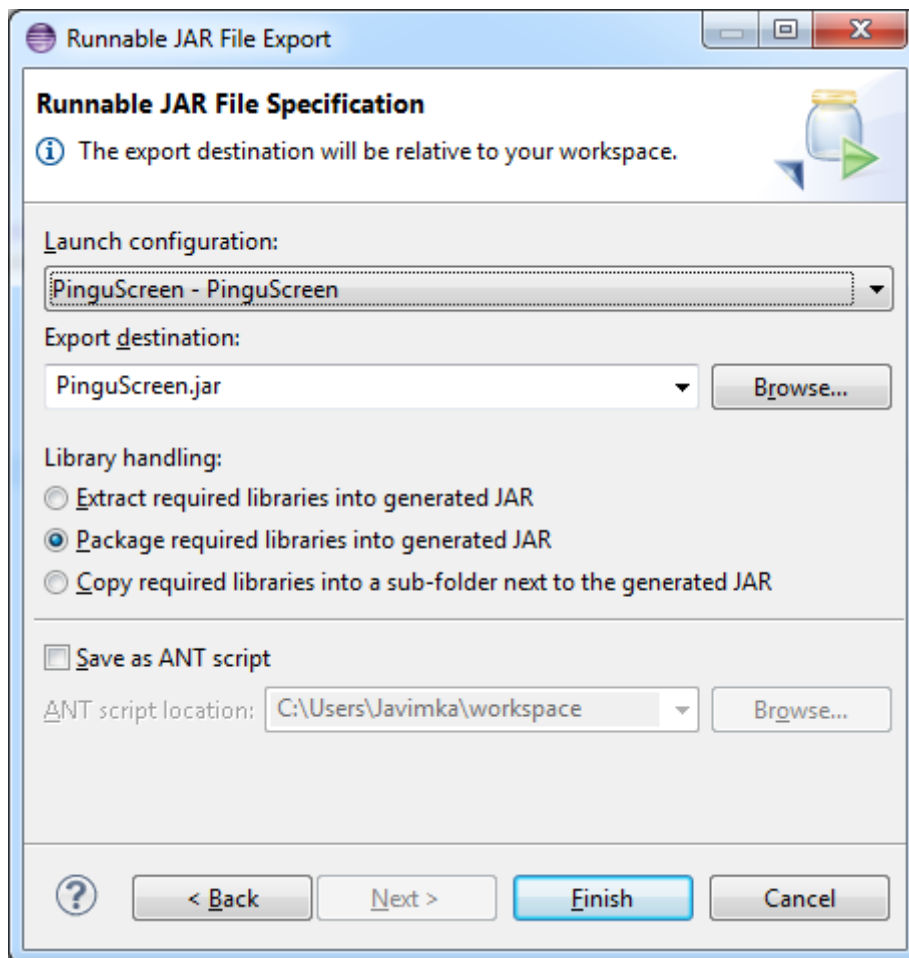 Runnable JAR File Export
Runnable JAR File Specification
The export destination will be relative to your workspace.
Launch configuration:
PinguScreen - PinguScreen
Export destination:
PinguScreen.jar
Browse...
Library handling:
Extract required libraries into generated JAR
Package required libraries into generated JAR
Copy required libraries into a sub-folder next to the generated JAR
Save as ANT script
ANT script location:
C:\Users\Javimka\workspace
Browse...
< Back
Next >
Finish
Cancel